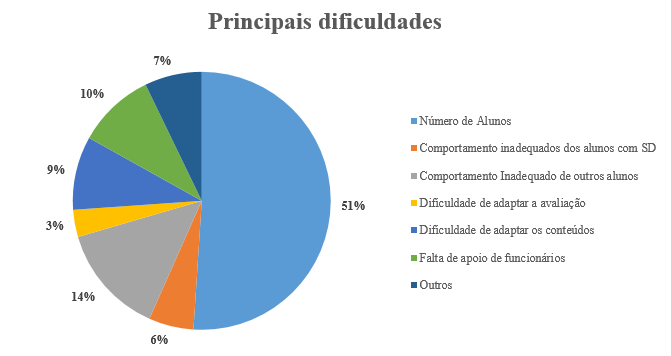 Principais dificuldades
7%
10%
9%
3%
14%
6%
51%
Número de Alunos
Comportamento inadequados dos alunos com SD
Comportamento Inadequado de outros alunos
Dificuldade de adaptar a avaliação
Dificuldade de adaptar os conteúdos
Falta de apoio de funcionários
Outros